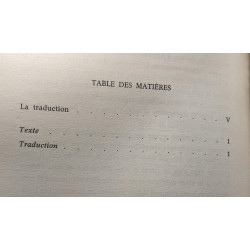 TABLE DES MATIÈRES
La traduction . . . . . . . . . . . V
Texte . . . . . . . . . . . . . 1
Traduction . . . . . . . . . . . . 1